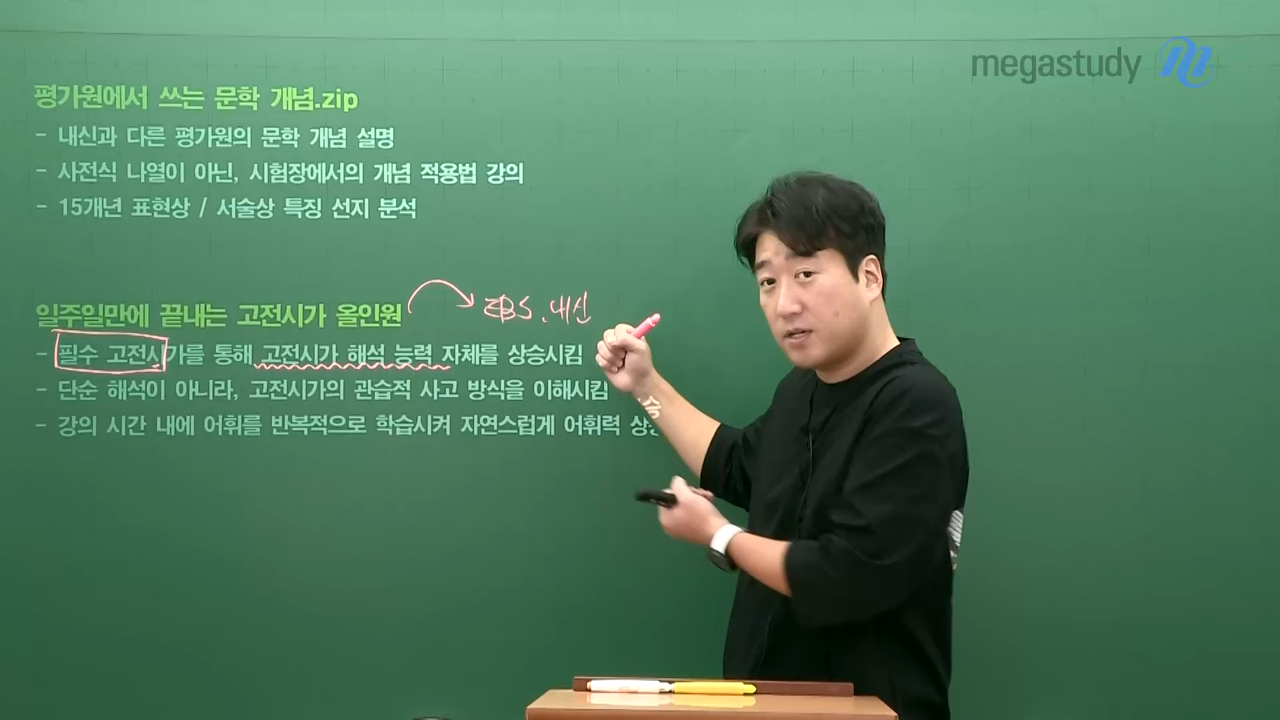 megastudy
평가원에서 쓰는 문학 개념.zip
- 내신과 다른 평가원의 문학 개념 설명
- 사전식 나열이 아닌, 시험장에서의 개념 적용법 강의
- 15개년 표현상 / 서술상 특징 선지 분석
일주일만에 끝내는 고전시가 올인원 EBS. 내신
- 필수 고전시가를 통해 고전시가 해석 능력 자체를 상승시킴
- 단순 해석이 아니라, 고전시가의 관습적 사고 방식을 이해시킴
- 강의 시간 내에 어휘를 반복적으로 학습시켜 자연스럽게 어휘력